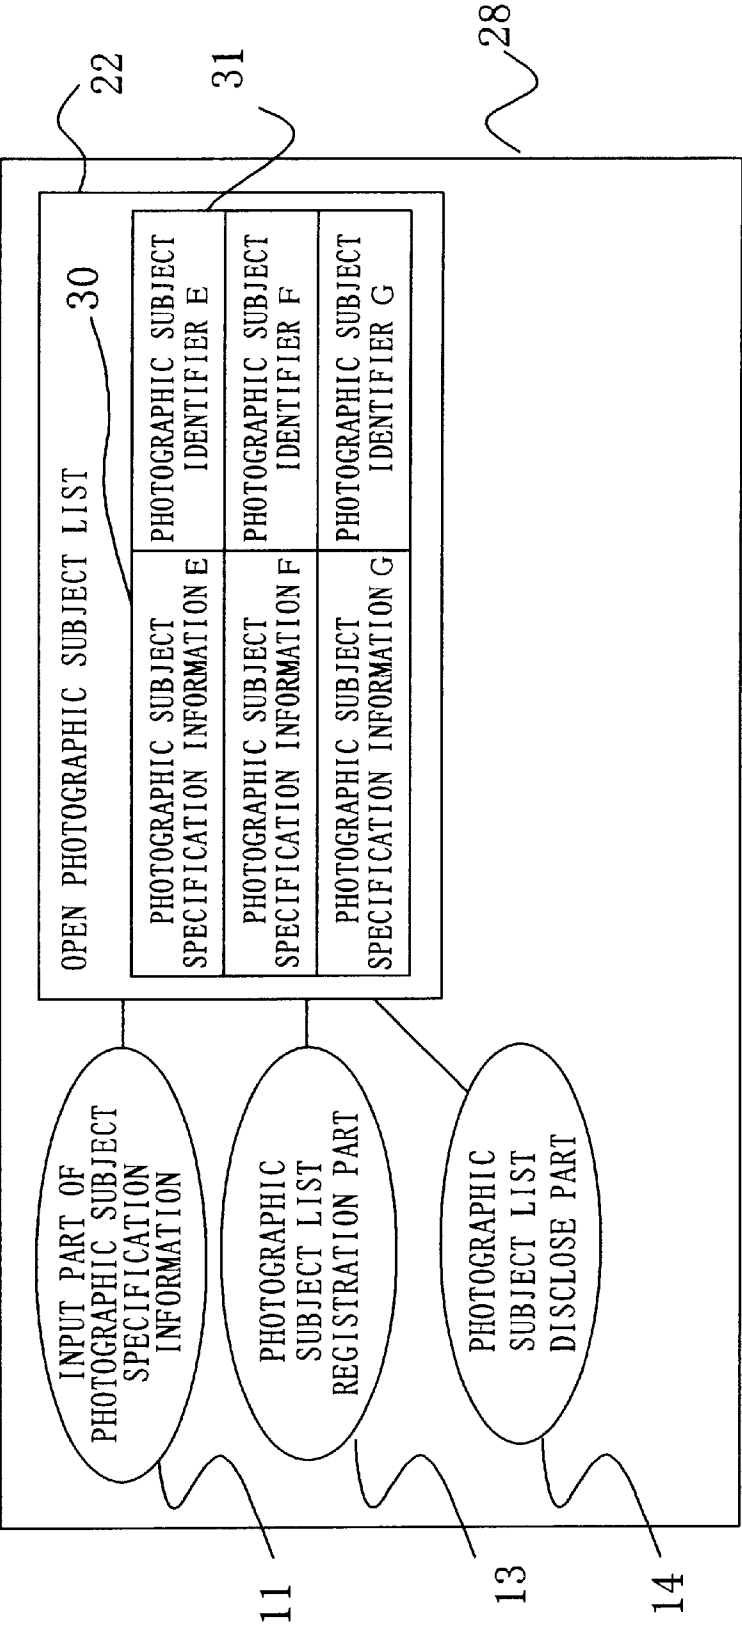 28
22
OPEN PHOTOGRAPHIC SUBJECT LIST
30
31
PHOTOGRAPHIC SUBJECT
SPECIFICATION INFORMATION E
PHOTOGRAPHIC SUBJECT
IDENTIFIER E
PHOTOGRAPHIC SUBJECT
SPECIFICATION INFORMATION F
PHOTOGRAPHIC SUBJECT
IDENTIFIER F
PHOTOGRAPHIC SUBJECT
SPECIFICATION INFORMATION G
PHOTOGRAPHIC SUBJECT
IDENTIFIER G
INPUT PART OF
PHOTOGRAPHIC SUBJECT
SPECIFICATION
INFORMATION
11
PHOTOGRAPHIC
SUBJECT LIST
REGISTRATION PART
13
PHOTOGRAPHIC
SUBJECT LIST
DISCLOSE PART
14